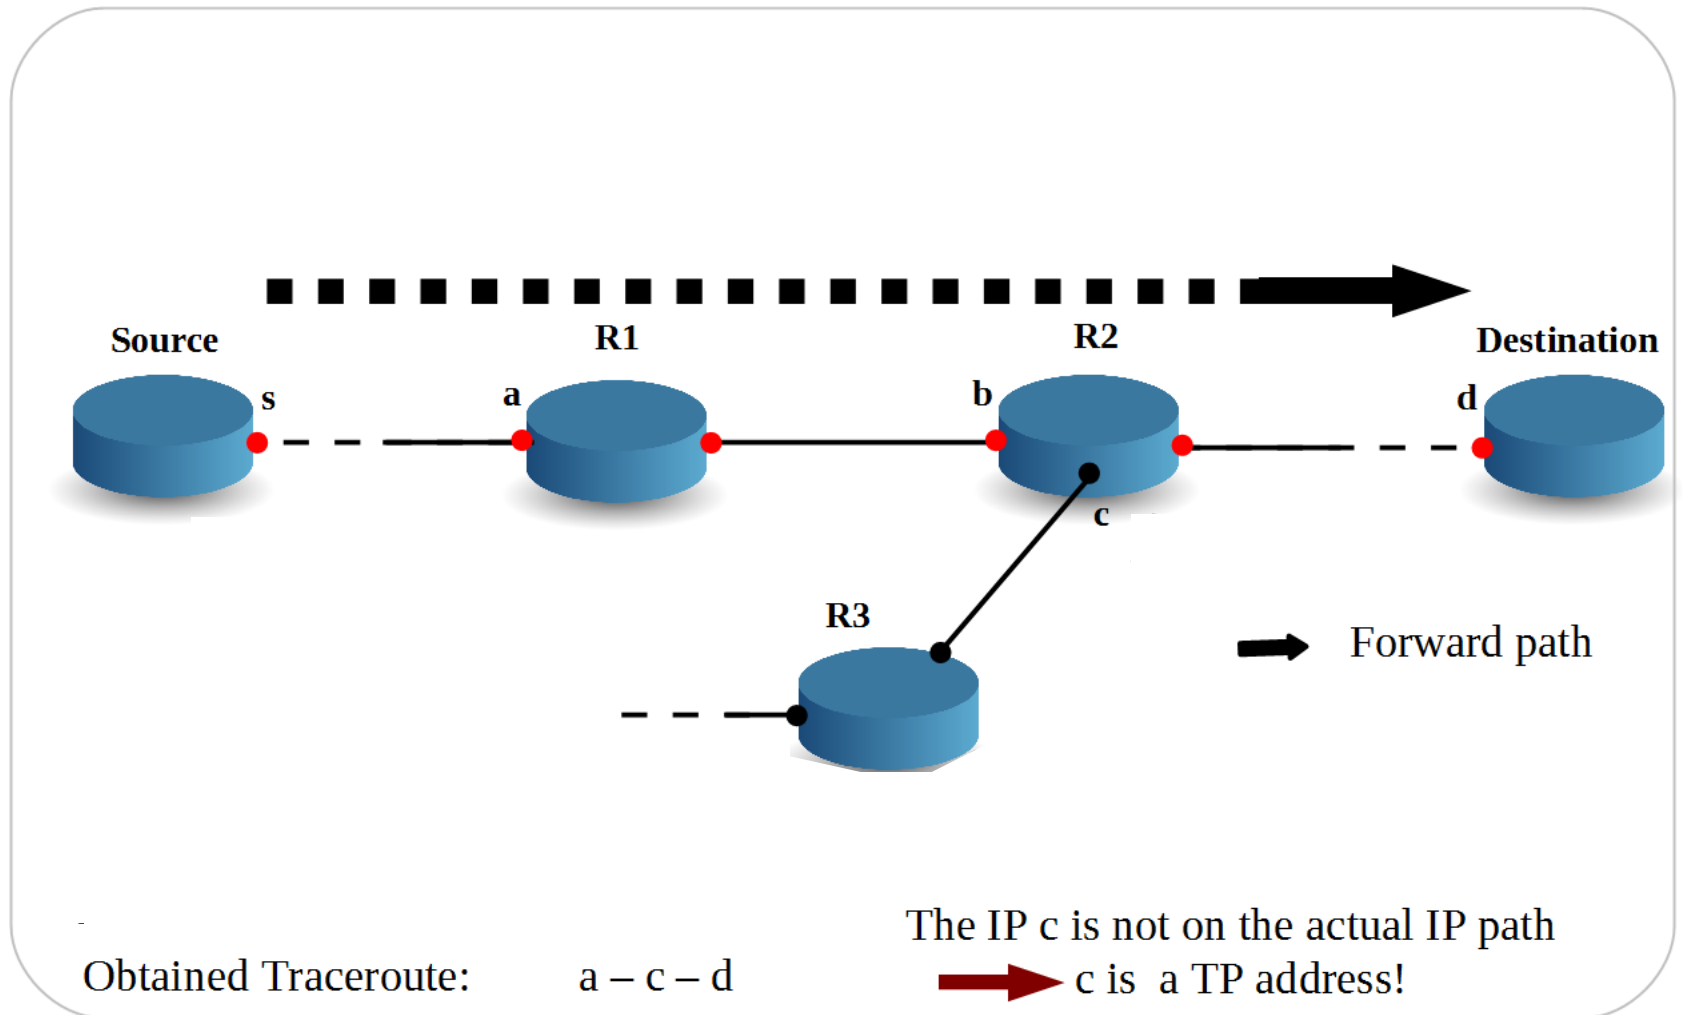 Source
R1
R2
Destination
s
a
b
d
c
R3
Forward path
The IP c is not on the actual IP path
Obtained Traceroute: a – c – d
c is a TP address!